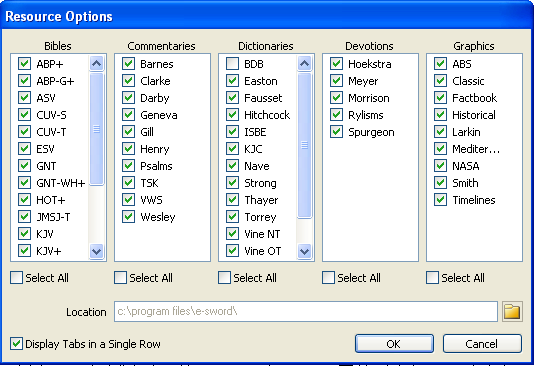 Resource Options
Bibles
ABP+
ABP-G+
ASV
CUV-S
CUV-T
ESV
GNT
GNT-WH+
HOT+
JMSJ-T
KJV
KJV+
Select All
Commentaries
Barnes
Clarke
Darby
Geneva
Gill
Henry
Psalms
TSK
VWS
Wesley
Select All
Dictionaries
BDB
Easton
Fausset
Hitchcock
ISBE
KJC
Nave
Strong
Thayer
Torrey
Vine NT
Vine OT
Select All
Devotions
Hoekstra
Meyer
Morrison
Rylisms
Spurgeon
Select All
Graphics
ABS
Classic
Factbook
Historical
Larkin
Mediter...
NASA
Smith
Timelines
Select All
Location c:\program files\e-sword\
Display Tabs in a Single Row
OK
Cancel